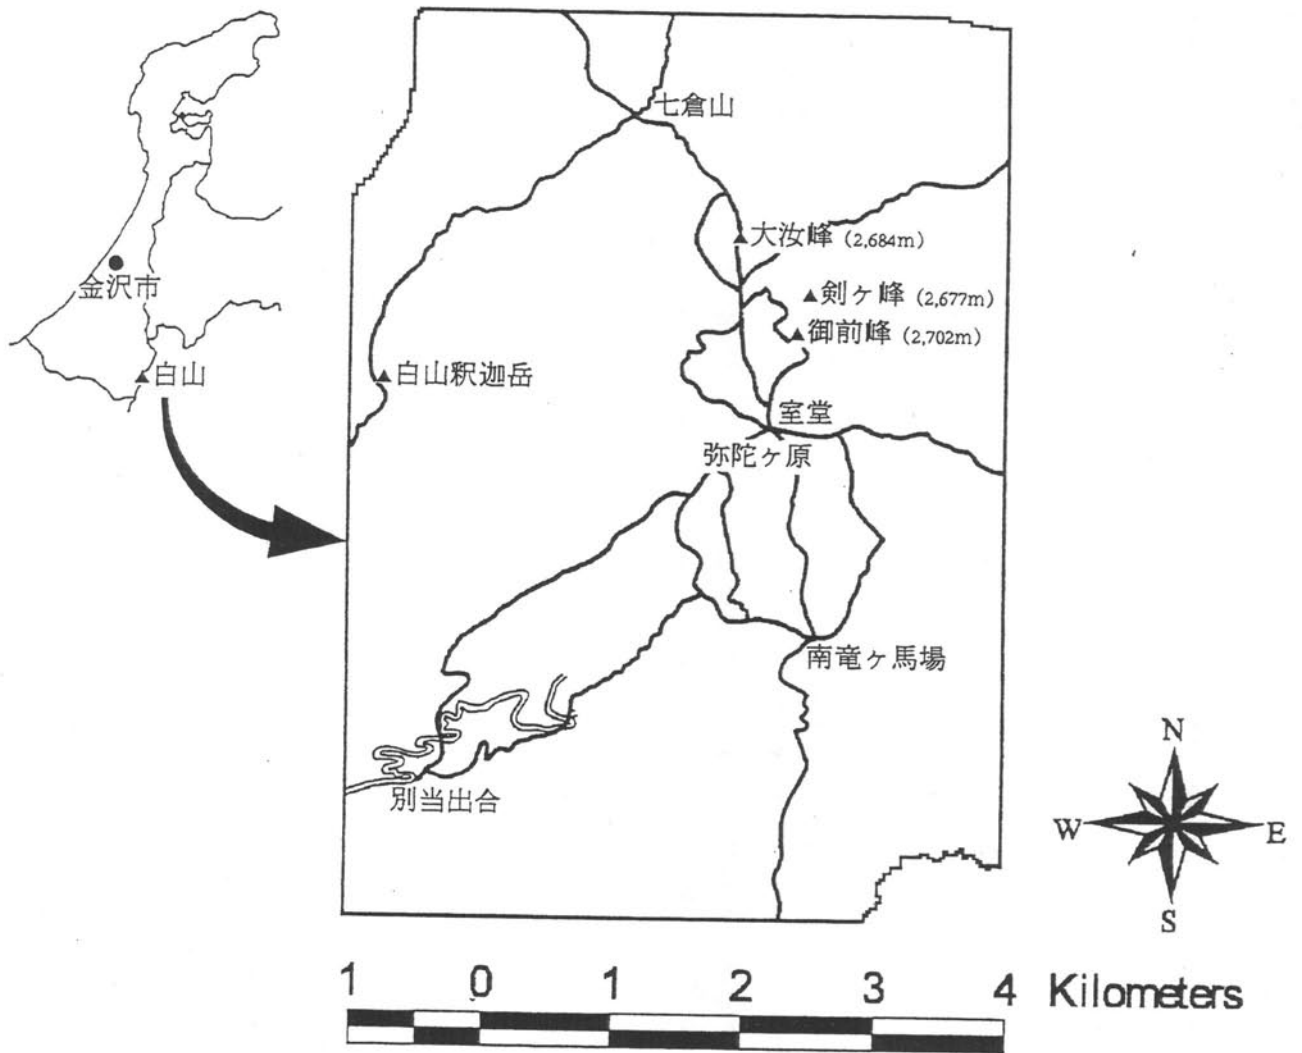 七倉山
大汝峰 (2,684m)
剣ヶ峰 (2,677m)
御前峰 (2,702m)
金沢市
白山
白山釈迦岳
室堂
弥陀ヶ原
南竜ヶ馬場
別当出合
N
W E
S
1 0 1 2 3 4 Kilometers